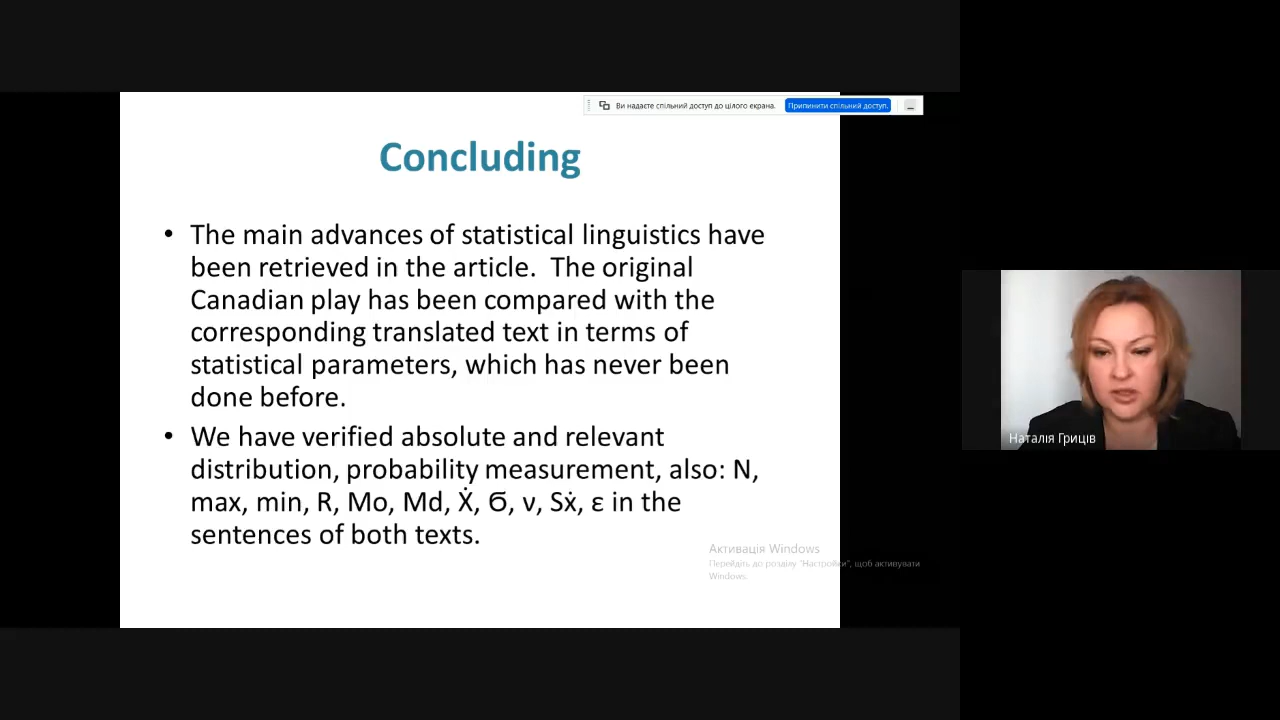 Ви надаєте спільний доступ до цілого екрана.
Припинити спільний доступ.
Concluding
• The main advances of statistical linguistics have
been retrieved in the article.  The original
Canadian play has been compared with the
corresponding translated text in terms of
statistical parameters, which has never been
done before.
• We have verified absolute and relevant
distribution, probability measurement, also: N,
max, min, R, Mo, Md, Ẋ, Ϭ, ν, Sẋ, ε in the
sentences of both texts.
Наталія Гриців
Активація Windows
Перейдіть до розділу "Настройки", щоб активувати
Windows.